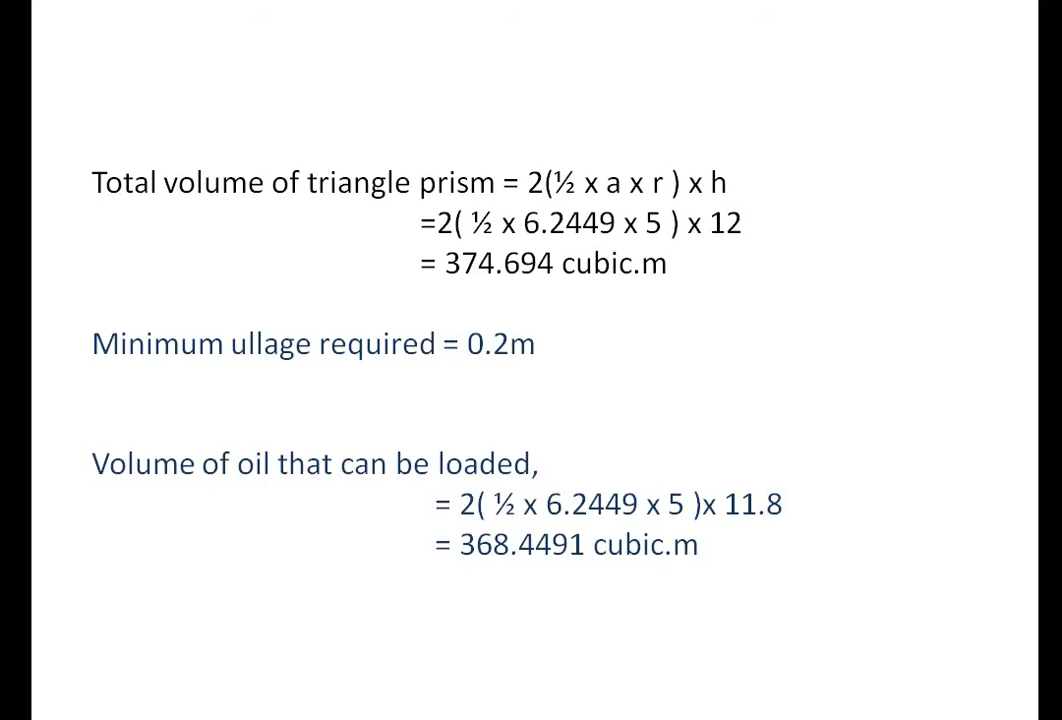 Total volume of triangle prism = 2(½ x a x r ) x h
=2( ½ x 6.2449 x 5 ) x 12
= 374.694 cubic.m
Minimum ullage required = 0.2m
Volume of oil that can be loaded,
= 2( ½ x 6.2449 x 5 )x 11.8
= 368.4491 cubic.m